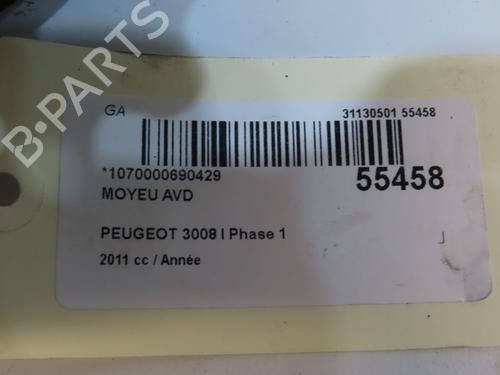 GA
31130501 55458
*1070000690429
55458
MOYEU AVD
PEUGEOT 3008 I Phase 1
2011 cc / Année
B-PARTS